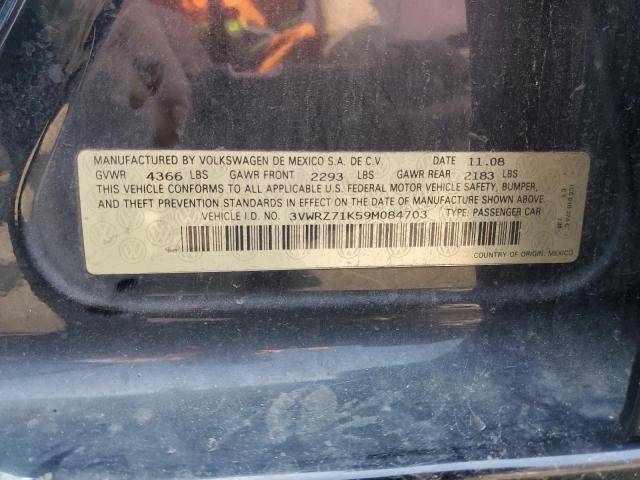 MANUFACTURED BY VOLKSWAGEN DE MEXICO S.A. DE C.V. DATE 11.08
GVWR 4366 LBS GAWR FRONT 2293 LBS GAWR REAR 2183 LBS
THIS VEHICLE CONFORMS TO ALL APPLICABLE U.S. FEDERAL MOTOR VEHICLE SAFETY, BUMPER,
AND THEFT PREVENTION STANDARDS IN EFFECT ON THE DATE OF MANUFACTURE SHOWN ABOVE
VEHICLE I.D. NO. 3VWRZ71K59M084703 TYPE: PASSENGER CAR
COUNTRY OF ORIGIN: MEXICO